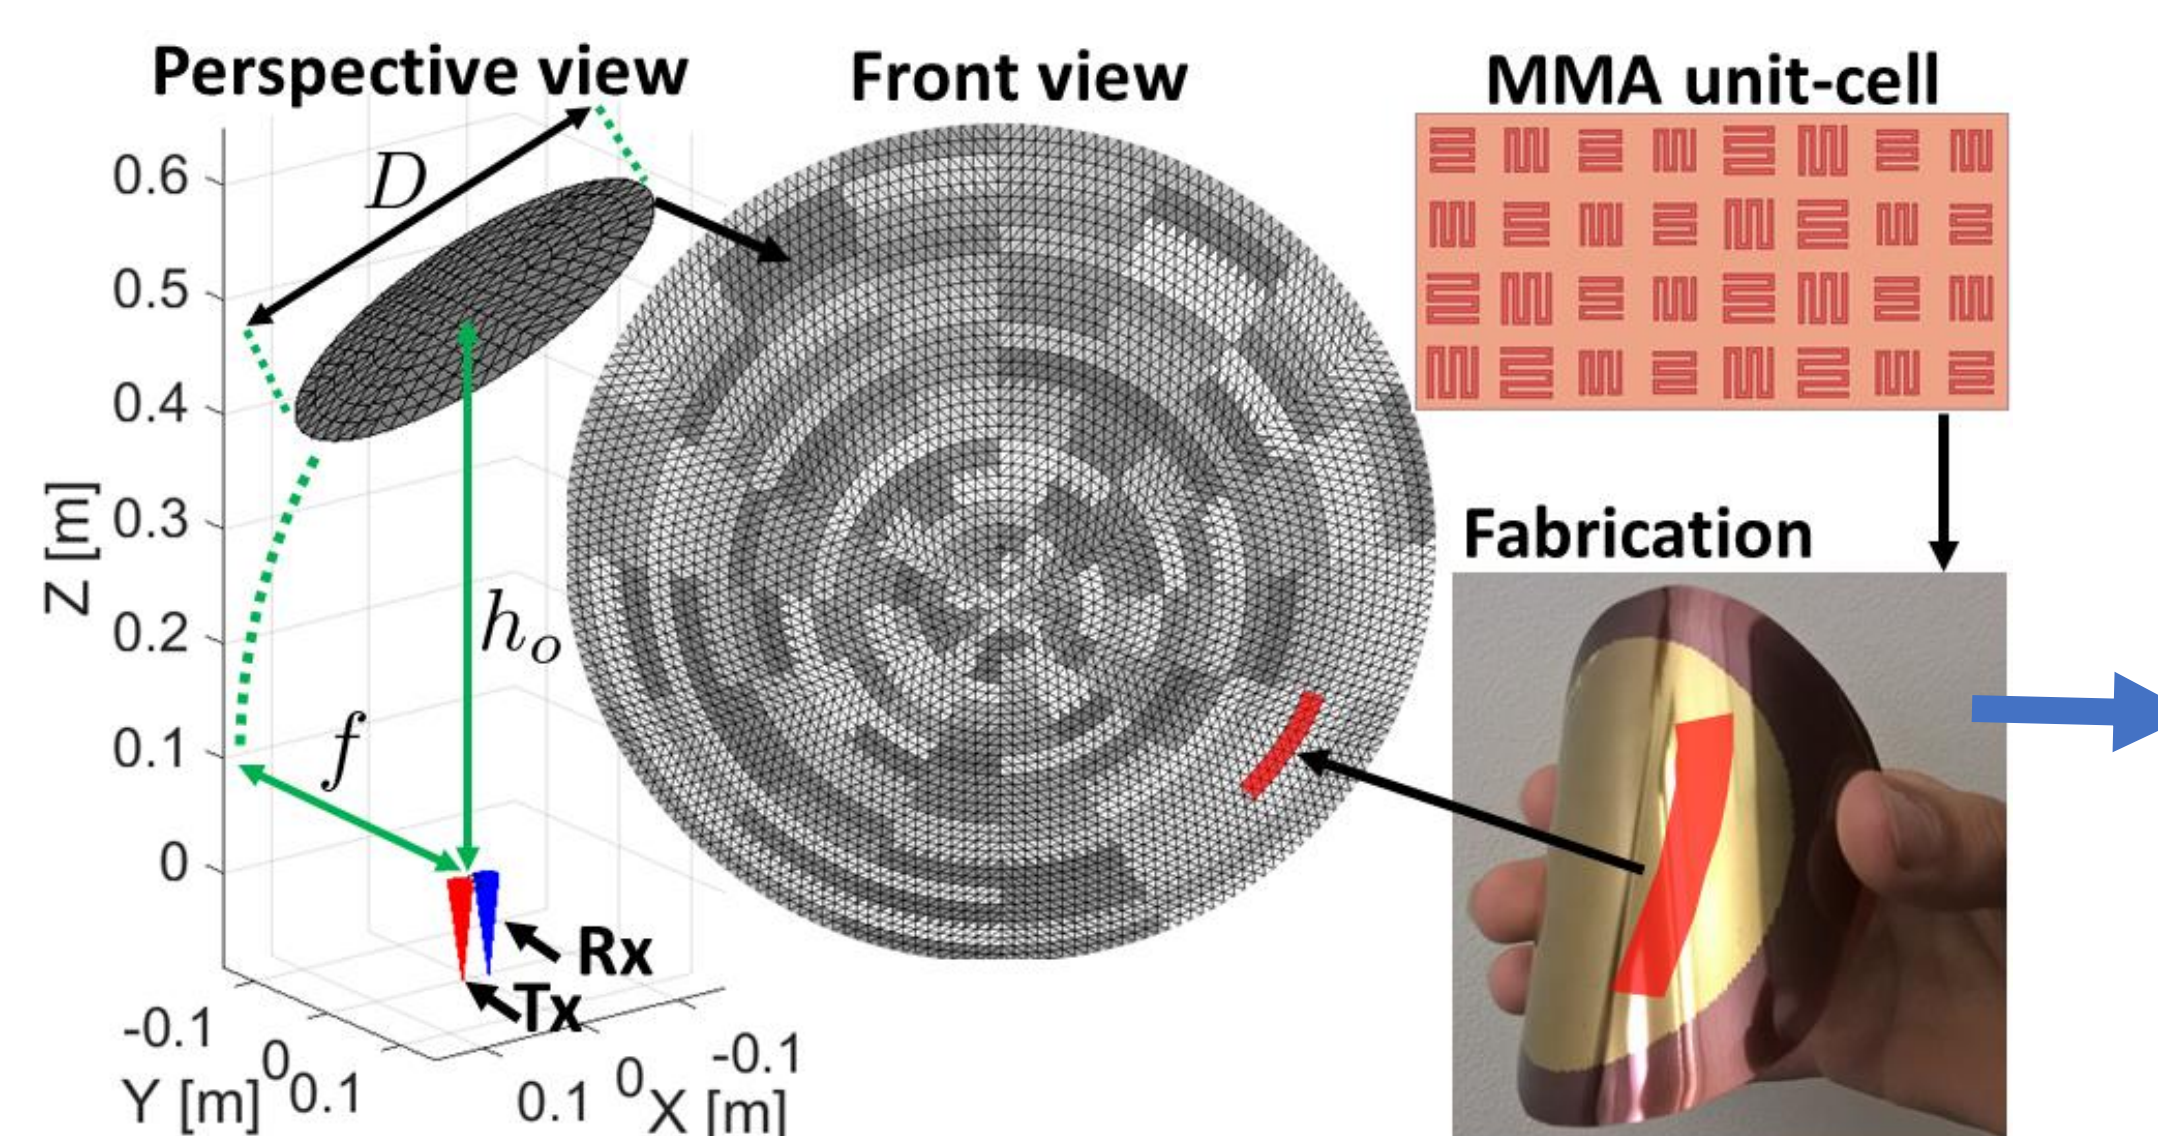 Perspective view
Front view
MMA unit-cell
D
0.6
0.5
0.4
0.3
0.2
0.1
0
Z [m]
h_o
f
Rx
Tx
-0.1
0
0.1
Y [m]
0.1
0
-0.1
X [m]
Fabrication